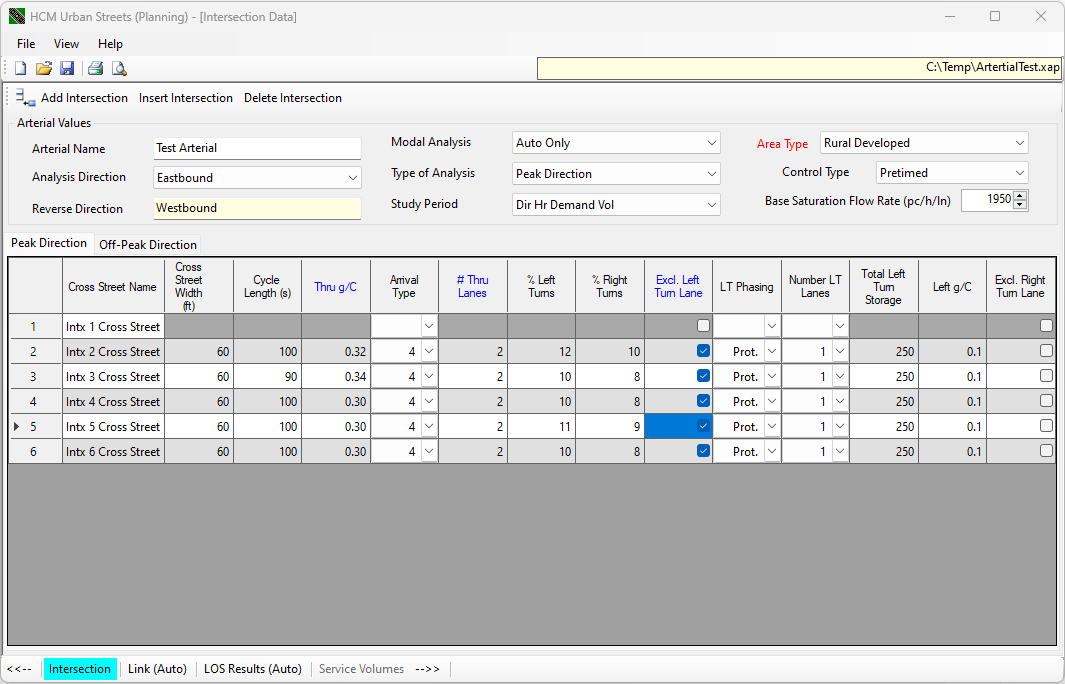 HCM Urban Streets (Planning) - [Intersection Data]
File View Help
C:\Temp\ArtertialTest.xap
Add Intersection Insert Intersection Delete Intersection
Arterial Values
Arterial Name Test Arterial Modal Analysis Auto Only Area Type Rural Developed
Analysis Direction Eastbound Type of Analysis Peak Direction Control Type Pretimed
Reverse Direction Westbound Study Period Dir Hr Demand Vol Base Saturation Flow Rate (pc/h/ln) 1950
Peak Direction Off-Peak Direction
Cross Street Name Cross Street Width (ft) Cycle Length (s) Thru g/C Arrival Type # Thru Lanes % Left Turns % Right Turns Excl. Left Turn Lane LT Phasing Number LT Lanes Total Left Turn Storage Left g/C Excl. Right Turn Lane
1 Intx 1 Cross Street
2 Intx 2 Cross Street 60 100 0.32 4 2 12 10 Prot. 1 250 0.1
3 Intx 3 Cross Street 60 90 0.34 4 2 10 8 Prot. 1 250 0.1
4 Intx 4 Cross Street 60 100 0.30 4 2 10 8 Prot. 1 250 0.1
5 Intx 5 Cross Street 60 100 0.30 4 2 11 9 Prot. 1 250 0.1
6 Intx 6 Cross Street 60 100 0.30 4 2 10 8 Prot. 1 250 0.1
<<-- Intersection Link (Auto) LOS Results (Auto) Service Volumes -->>